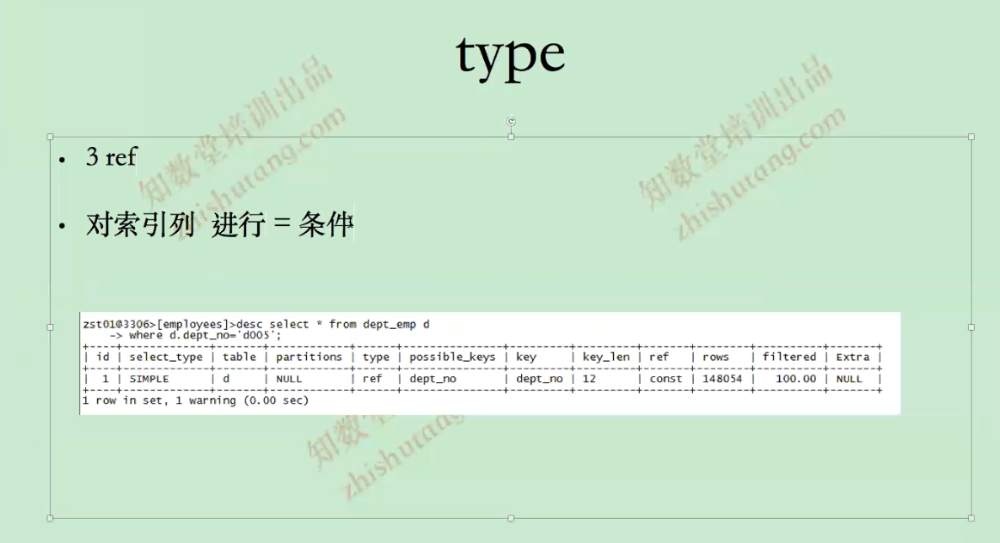 type
知数堂培训出品
zhishutang.com
知数堂培训出品
zhishutang.com
• 3 ref
• 对索引列 进行 = 条件
zst01@3306>[employees]>desc select * from dept_emp d
    -> where d.dept_no='d005';
+----+-------------+-------+------------+------+---------------+---------+---------+-------+--------+----------+-------+
| id | select_type | table | partitions | type | possible_keys | key     | key_len | ref   | rows   | filtered | Extra |
+----+-------------+-------+------------+------+---------------+---------+---------+-------+--------+----------+-------+
|  1 | SIMPLE      | d     | NULL       | ref  | dept_no       | dept_no | 12      | const | 148054 |   100.00 | NULL  |
+----+-------------+-------+------------+------+---------------+---------+---------+-------+--------+----------+-------+
1 row in set, 1 warning (0.00 sec)
知数
zhishutang